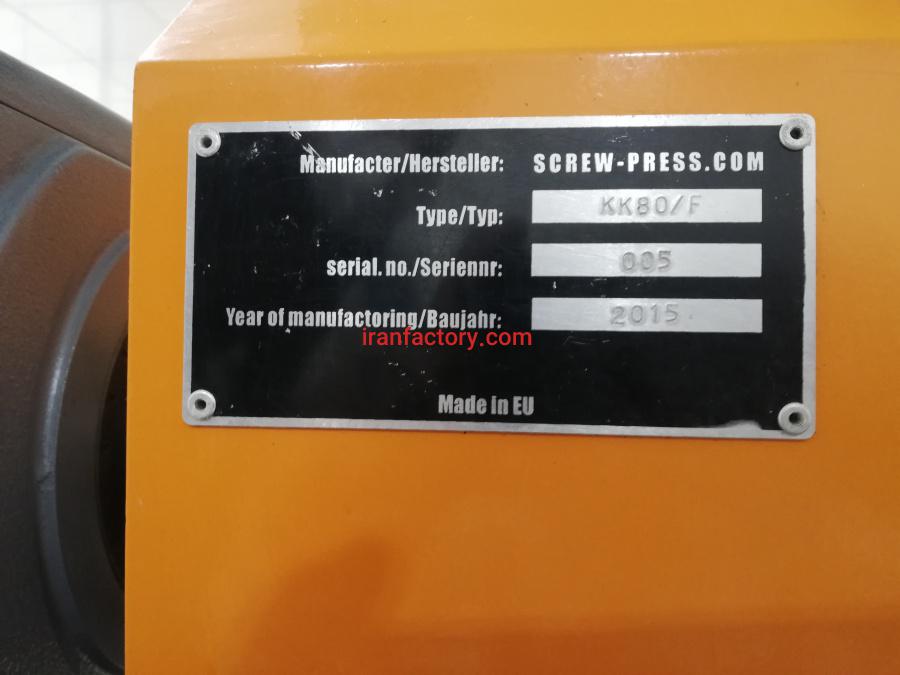 Manufacter/Hersteller: SCREW-PRESS.COM
Type/Typ: KK80/F
serial.no./Seriennr: 005
Year of manufactoring/Baujahr: 2015
iranfactory.com
Made in EU